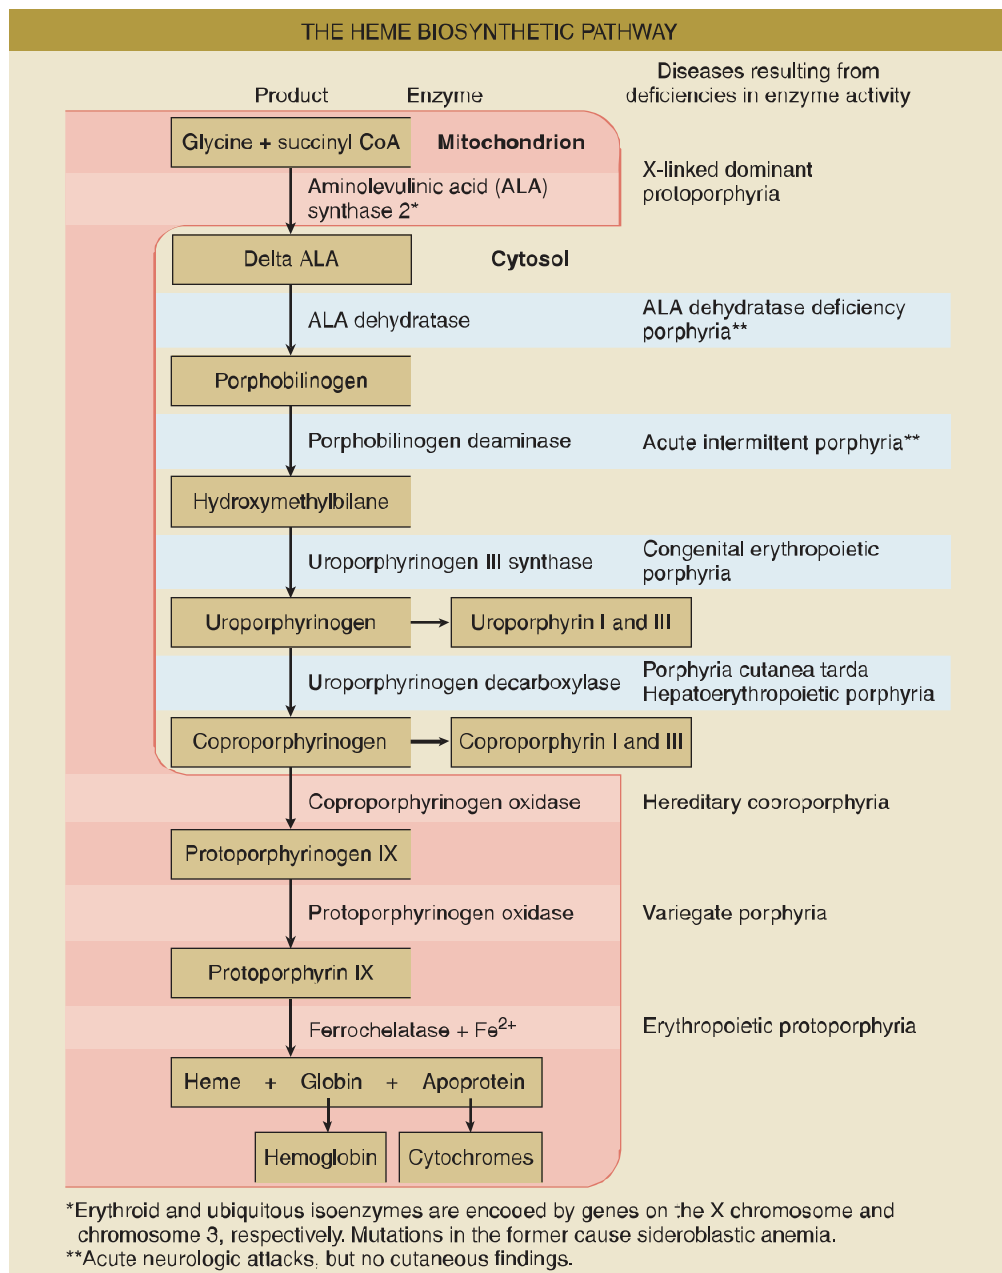 THE HEME BIOSYNTHETIC PATHWAY
Product
Enzyme
Diseases resulting from
deficiencies in enzyme activity
Glycine + succinyl CoA
Mitochondrion
Aminolevulinic acid (ALA)
synthase 2*
X-linked dominant
protoporphyria
Delta ALA
Cytosol
ALA dehydratase
ALA dehydratase deficiency
porphyria**
Porphobilinogen
Porphobilinogen deaminase
Acute intermittent porphyria**
Hydroxymethylbilane
Uroporphyrinogen III synthase
Congenital erythropoietic
porphyria
Uroporphyrinogen
Uroporphyrin I and III
Uroporphyrinogen decarboxylase
Porphyria cutanea tarda
Hepatoerythropoietic porphyria
Coproporphyrinogen
Coproporphyrin I and III
Coproporphyrinogen oxidase
Hereditary coproporphyria
Protoporphyrinogen IX
Protoporphyrinogen oxidase
Variegate porphyria
Protoporphyrin IX
Ferrochelatase + Fe²⁺
Erythropoietic protoporphyria
Heme + Globin + Apoprotein
Hemoglobin
Cytochromes
*Erythroid and ubiquitous isoenzymes are encoded by genes on the X chromosome and
chromosome 3, respectively. Mutations in the former cause sideroblastic anemia.
**Acute neurologic attacks, but no cutaneous findings.